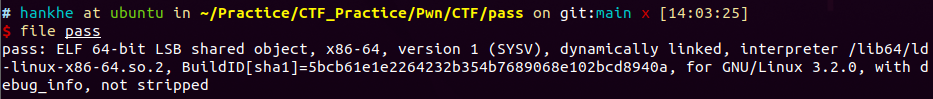 # hankhe at ubuntu in ~/Practice/CTF_Practice/Pwn/CTF/pass on git:main x [14:03:25]
$ file pass
pass: ELF 64-bit LSB shared object, x86-64, version 1 (SYSV), dynamically linked, interpreter /lib64/ld
-linux-x86-64.so.2, BuildID[sha1]=5bcb61e1e2264232b354b7689068e102bcd8940a, for GNU/Linux 3.2.0, with d
ebug_info, not stripped